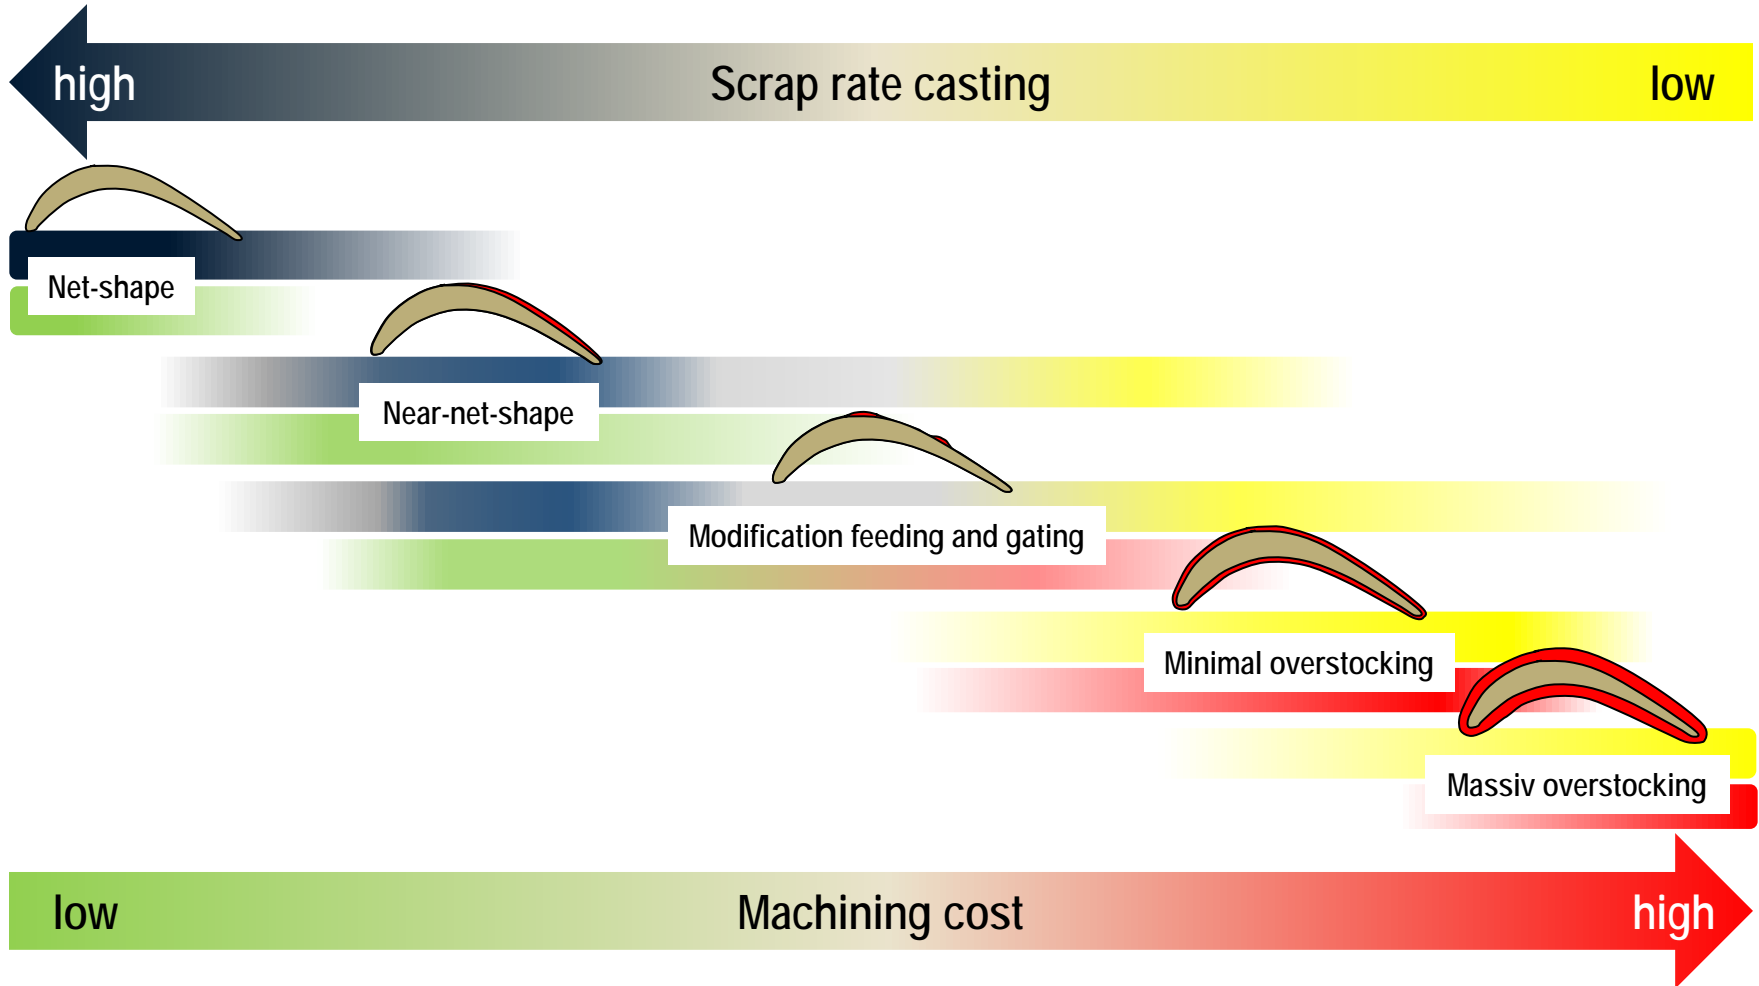 high Scrap rate casting low
Net-shape
Near-net-shape
Modification feeding and gating
Minimal overstocking
Massiv overstocking
low Machining cost high